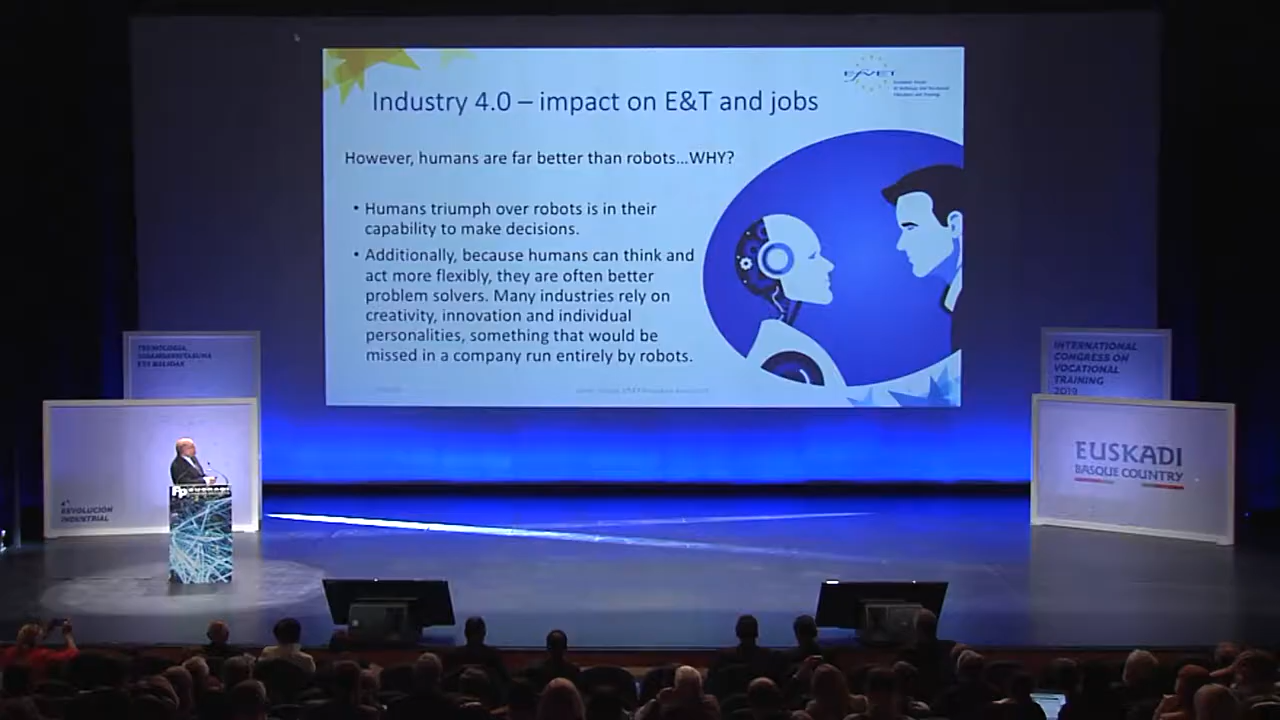 Industry 4.0 – impact on E&T and jobs
However, humans are far better than robots...WHY?
• Humans triumph over robots is in their
capability to make decisions.
• Additionally, because humans can think and
act more flexibly, they are often better
problem solvers. Many industries rely on
creativity, innovation and individual
personalities, something that would be
missed in a company run entirely by robots.
INTERNATIONAL
CONGRESS ON
VOCATIONAL
TRAINING
2019
EUSKADI
BASQUE COUNTRY
4ª
REVOLUCIÓN
INDUSTRIAL